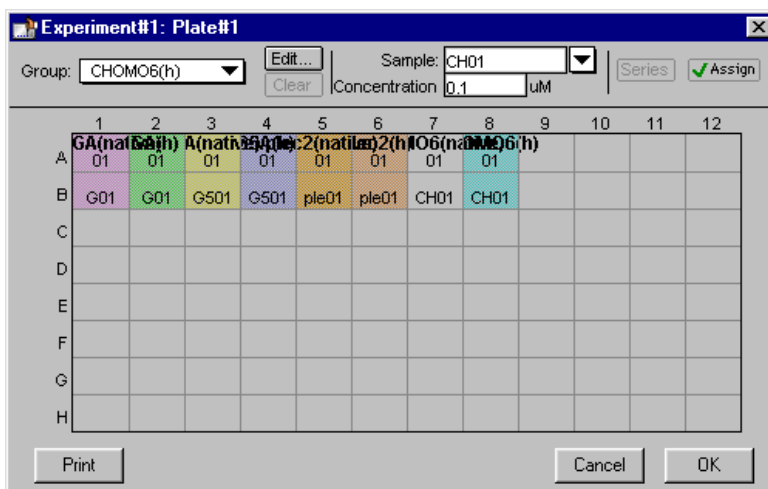 Experiment#1: Plate#1
Group: CHOMO6(h) Edit... Sample: CH01 Series Assign
Clear Concentration 0.1 uM
1 2 3 4 5 6 7 8 9 10 11 12
A 01 01 01 01 01 01 01 01
B G01 G01 G501 G501 ple01 ple01 CH01 CH01
C
D
E
F
G
H
Print Cancel OK